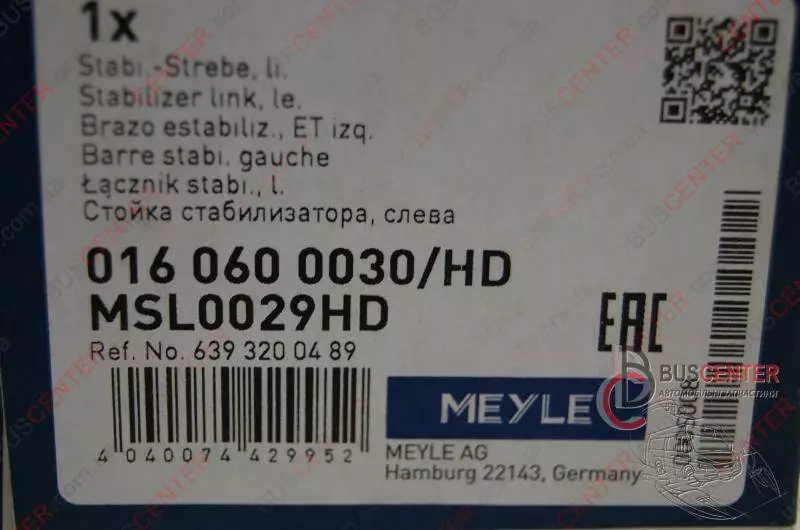 1x
Stabi.-Strebe, li.
Stabilizer link, le.
Brazo estabiliz., ET izq.
Barre stabi. gauche
Łącznik stabi., l.
Стойка стабилизатора, слева
016 060 0030/HD
MSL0029HD
EAC
Ref. No. 639 320 04 89
4 040074 429952
MEYLE
MEYLE AG
Hamburg 22143, Germany
BUSCENTER
АВТОМОБІЛЬНІ ЗАПЧАСТИНИ